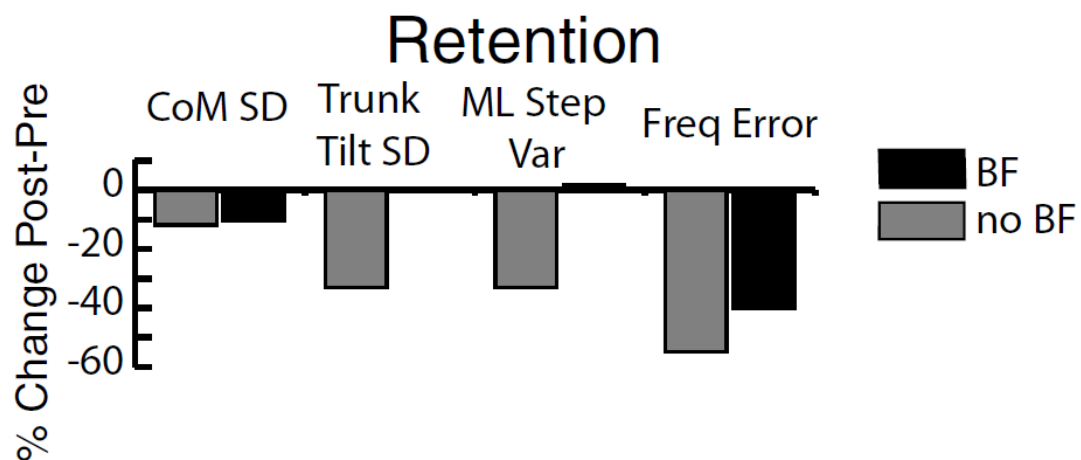 Retention
CoM SD
Trunk
Tilt SD
ML Step
Var
Freq Error
% Change Post-Pre
0
-20
-40
-60
BF
no BF